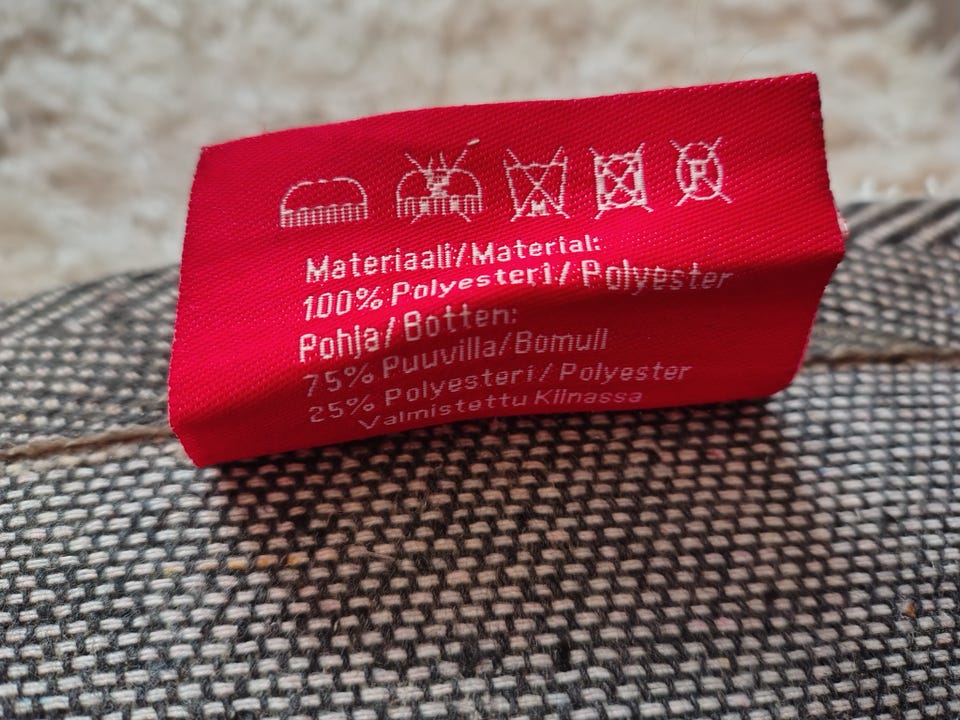 Materiaali/Material:
100% Polyesteri/Polyester
Pohja/Botten:
75% Puuvilla/Bomull
25% Polyesteri/Polyester
Valmistettu Kiinassa